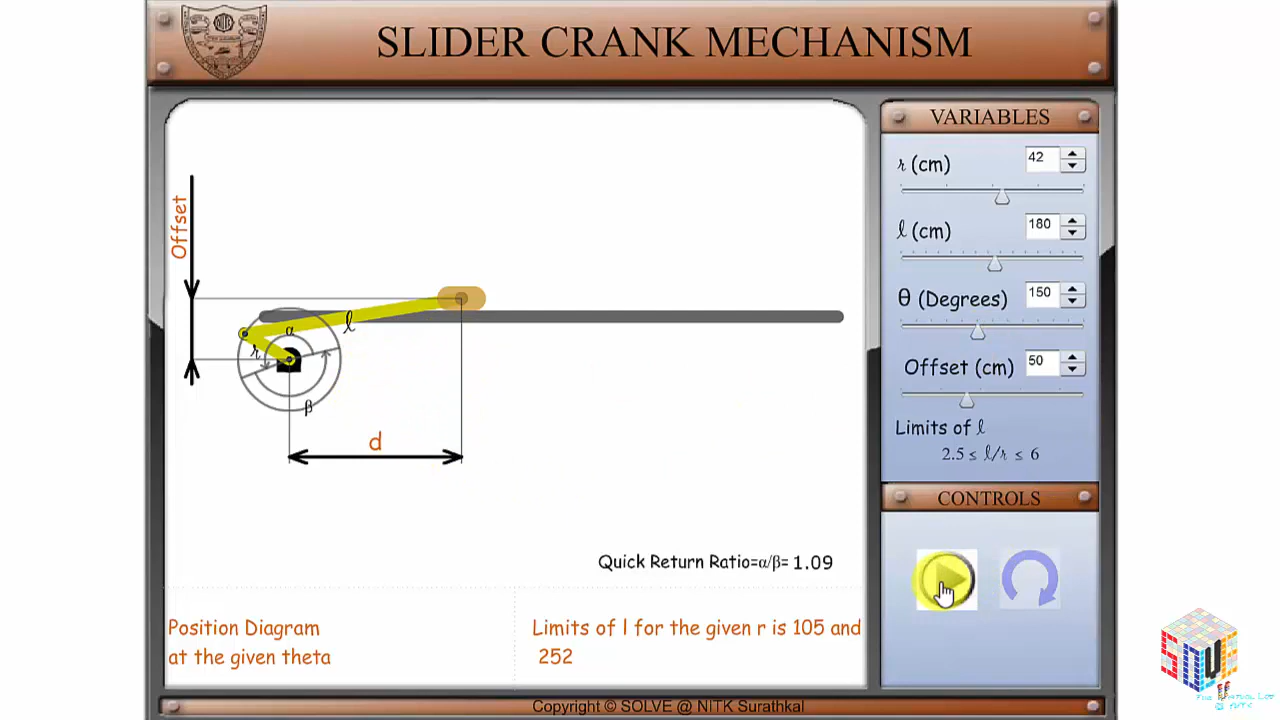 SLIDER CRANK MECHANISM
VARIABLES
r (cm)
42
ℓ (cm)
180
θ (Degrees)
150
Offset (cm)
50
Limits of ℓ
2.5 ≤ ℓ/r ≤ 6
CONTROLS
Offset
α
ℓ
r
β
d
Quick Return Ratio=α/β= 1.09
Position Diagram
at the given theta
Limits of l for the given r is 105 and
252
Copyright © SOLVE @ NITK Surathkal